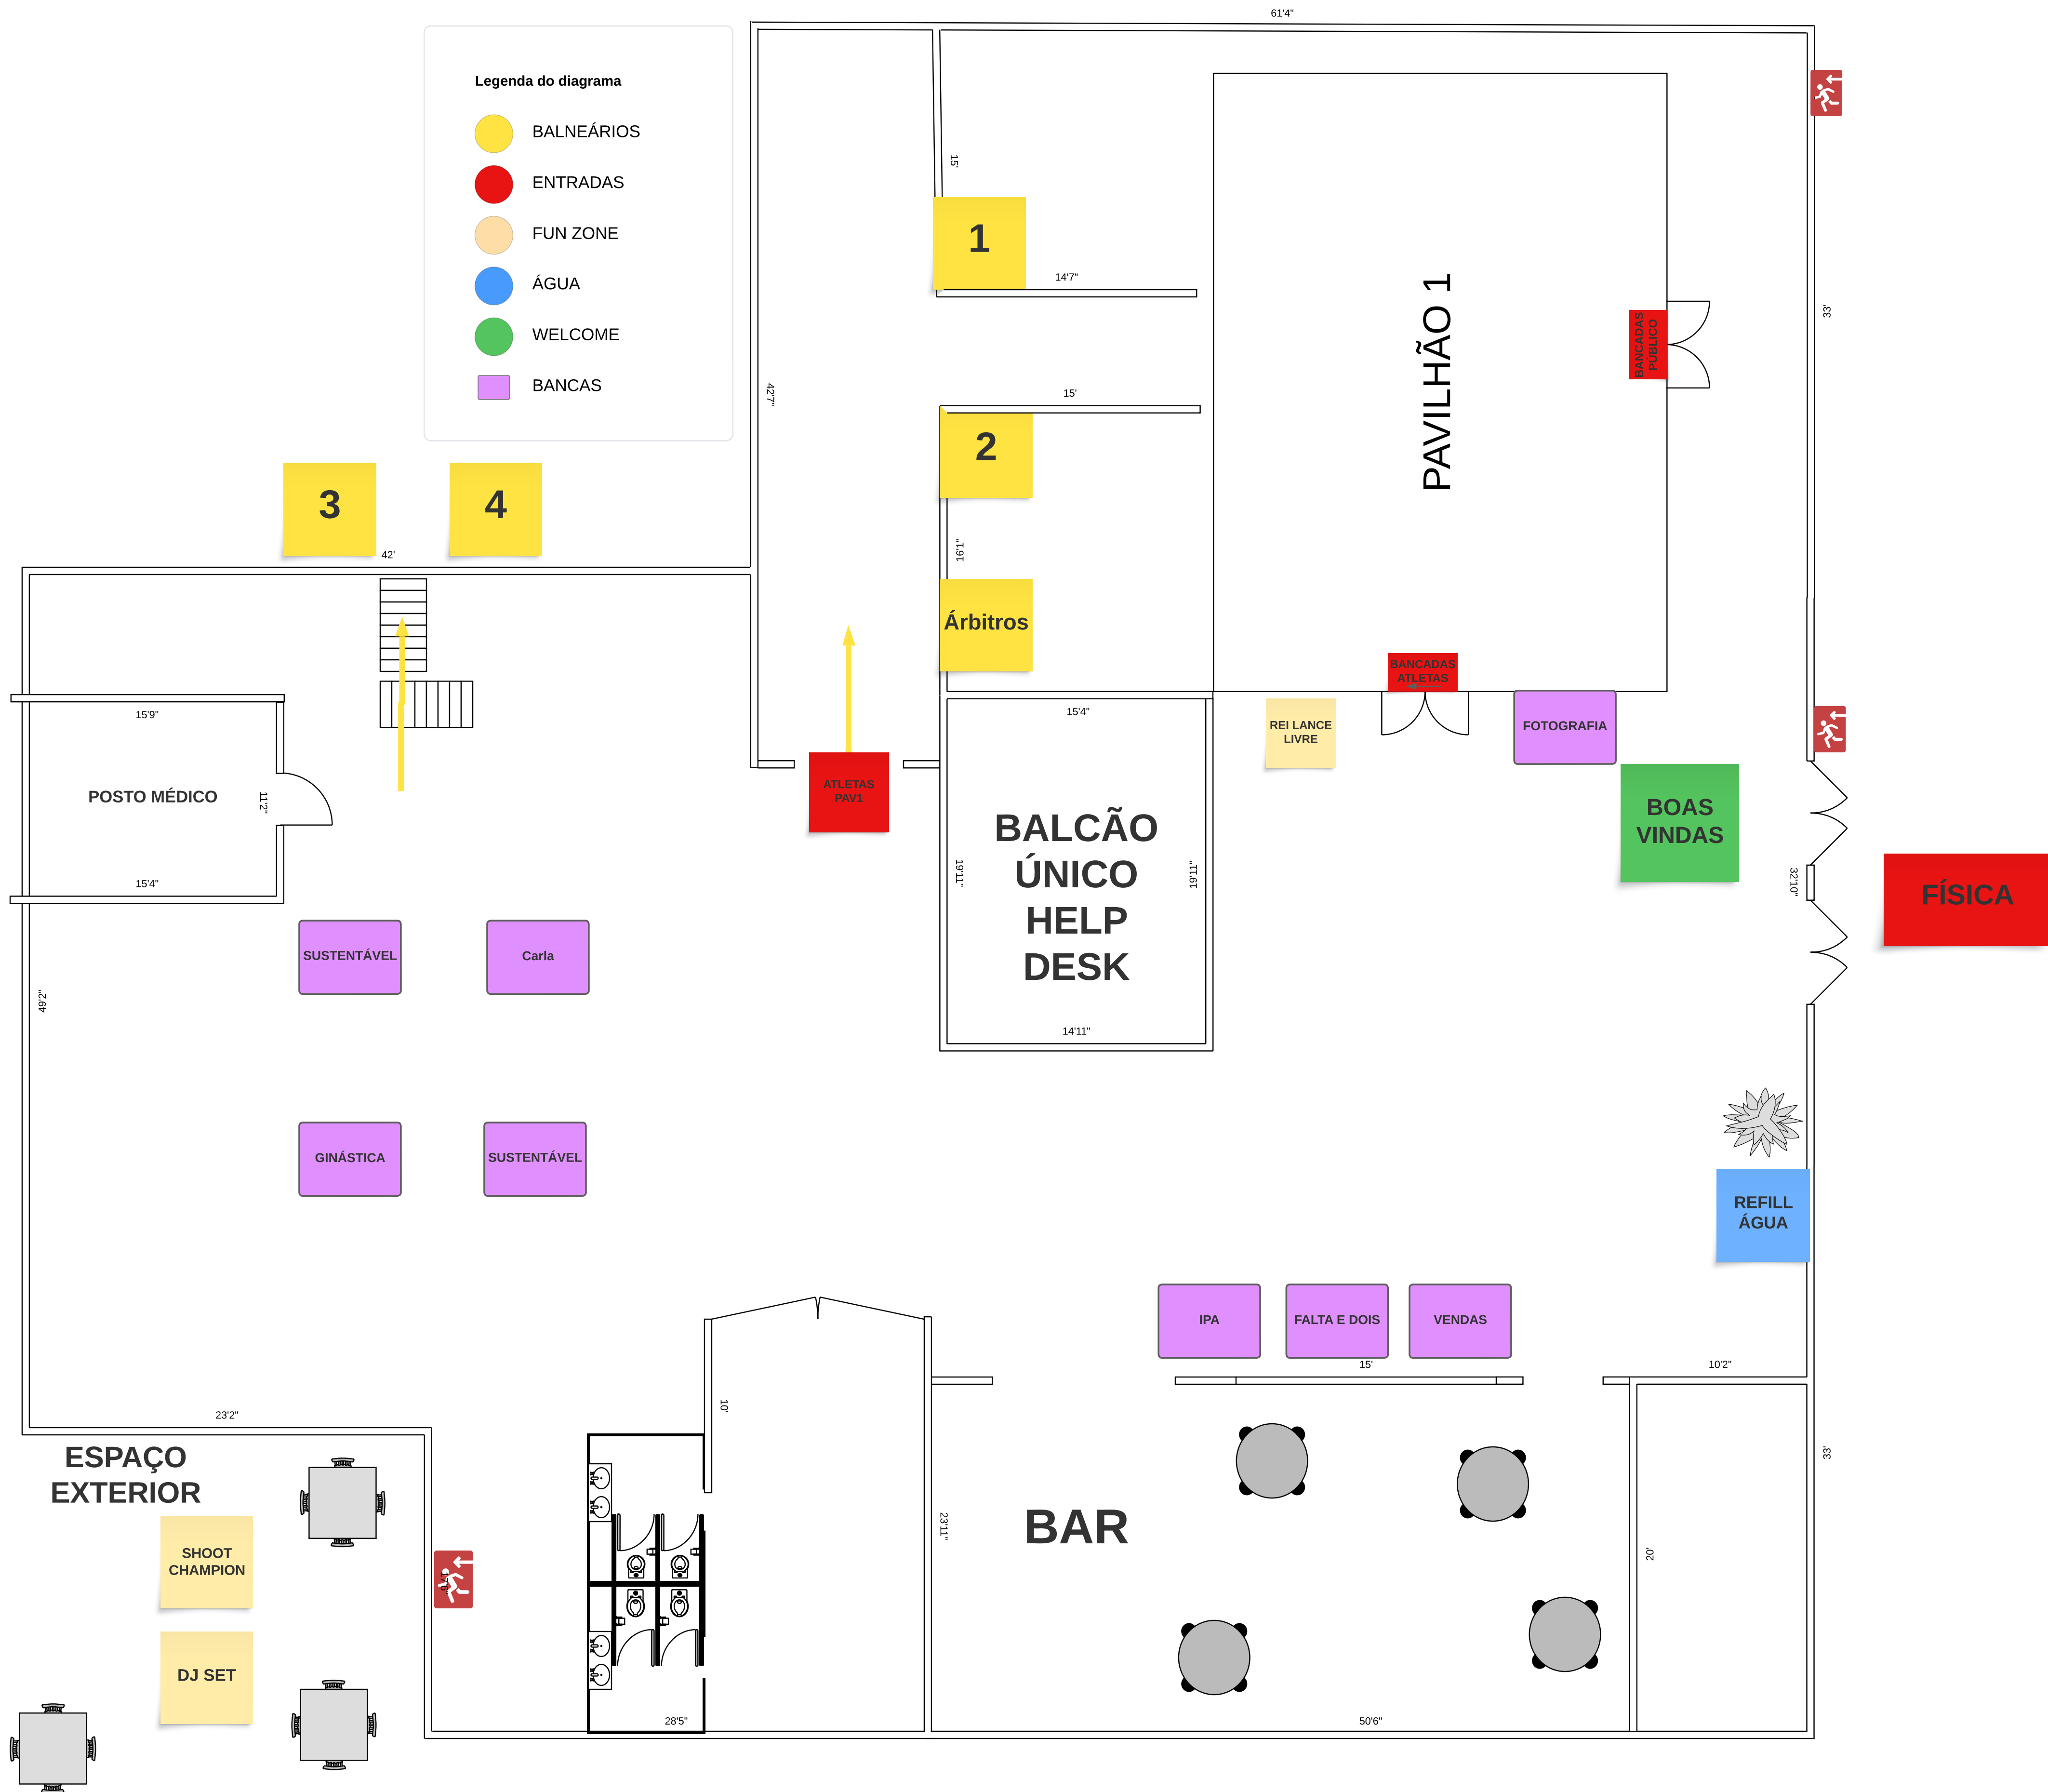 61'4"
Legenda do diagrama
BALNEÁRIOS
ENTRADAS
FUN ZONE
ÁGUA
WELCOME
BANCAS
15'
1
14'7"
PAVILHÃO 1
BANCADAS
PÚBLICO
33'
42'7"
15'
2
3
4
42'
16'1"
Árbitros
BANCADAS
ATLETAS
15'9"
15'4"
REI LANCE
LIVRE
FOTOGRAFIA
POSTO MÉDICO
11'2"
ATLETAS
PAV1
BALCÃO
ÚNICO
HELP
DESK
19'11"
19'11"
BOAS
VINDAS
32'10"
FÍSICA
15'4"
SUSTENTÁVEL
Carla
49'2"
14'11"
GINÁSTICA
SUSTENTÁVEL
REFILL
ÁGUA
IPA
FALTA E DOIS
VENDAS
15'
10'2"
23'2"
10'
ESPAÇO
EXTERIOR
33'
SHOOT
CHAMPION
17'6"
23'11"
BAR
20'
DJ SET
28'5"
50'6"